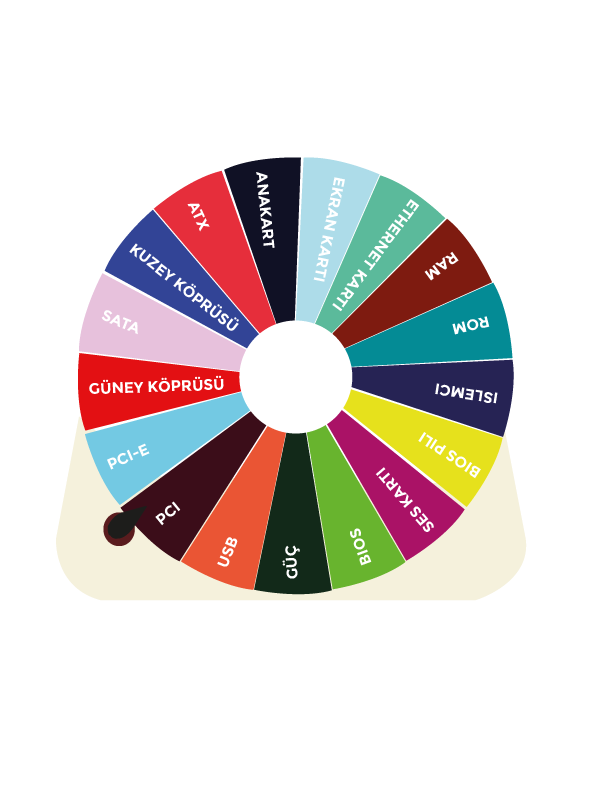 ANAKART
EKRAN KARTI
ETHERNET KARTI
RAM
ROM
ISLEMCI
BIOS PILI
SES KARTI
BIOS
GÜÇ
USB
PCI
PCI-E
GÜNEY KÖPRÜSÜ
SATA
KUZEY KÖPRÜSÜ
ATX